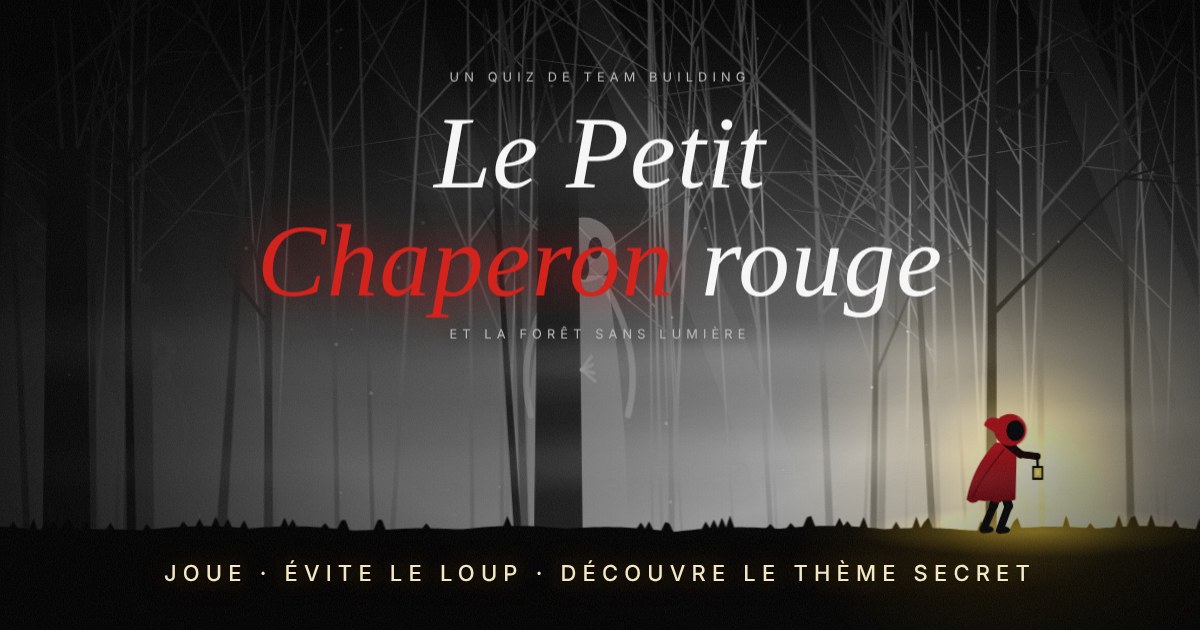 UN QUIZ DE TEAM BUILDING
Le Petit
Chaperon rouge
ET LA FORÊT SANS LUMIÈRE
JOUE · ÉVITE LE LOUP · DÉCOUVRE LE THÈME SECRET